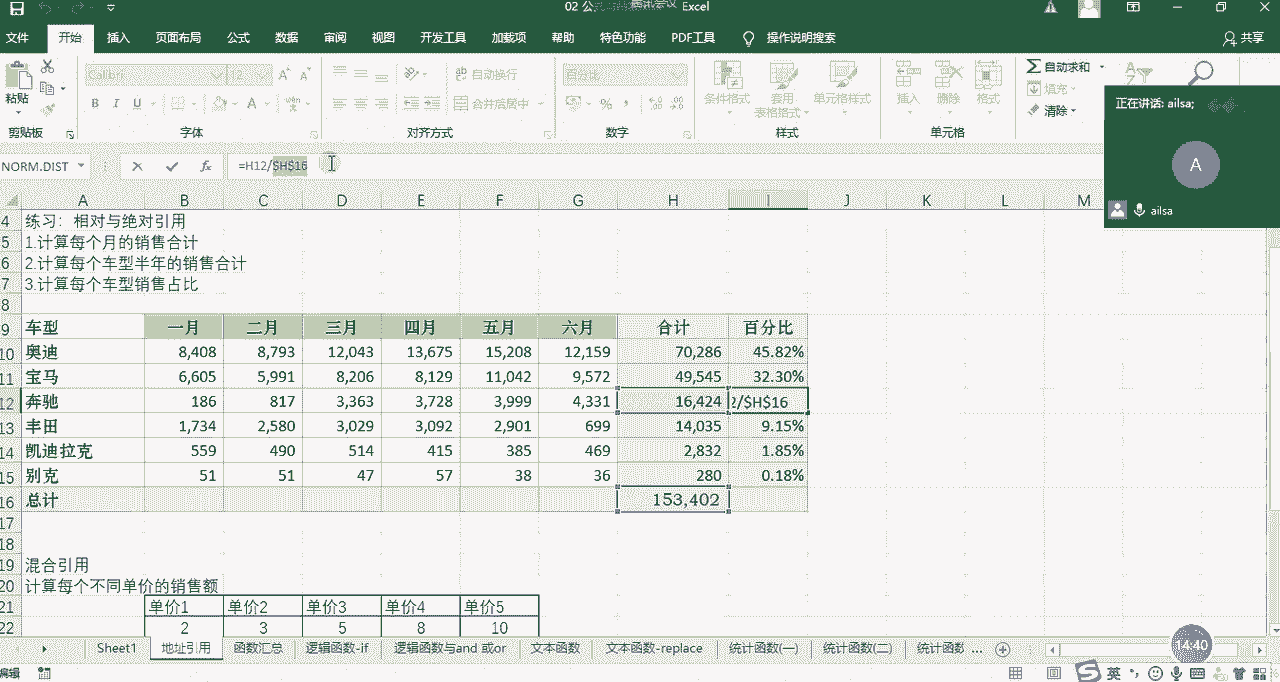 02 公 Excel
文件 开始 插入 页面布局 公式 数据 审阅 视图 开发工具 加载项 帮助 特色功能 PDF工具 操作说明搜索 共享
粘贴 Calibri 自动换行 合并后居中 百分比 条件格式 套用 表格格式 单元格样式 插入 删除 格式 自动求和 填充 清除
剪贴板 字体 对齐方式 数字 样式 单元格
正在讲话: ailsa;
A
ailsa
NORM.DIST =H12/$H$16
A B C D E F G H I J K L M
4 练习：相对与绝对引用
5 1.计算每个月的销售合计
6 2.计算每个车型半年的销售合计
7 3.计算每个车型销售占比
8
9 车型 一月 二月 三月 四月 五月 六月 合计 百分比
10 奥迪 8,408 8,793 12,043 13,675 15,208 12,159 70,286 45.82%
11 宝马 6,605 5,991 8,206 8,129 11,042 9,572 49,545 32.30%
12 奔驰 186 817 3,363 3,728 3,999 4,331 16,424 2/$H$16
13 丰田 1,734 2,580 3,029 3,092 2,901 699 14,035 9.15%
14 凯迪拉克 559 490 514 415 385 469 2,832 1.85%
15 别克 51 51 47 57 38 36 280 0.18%
16 总计 153,402
17
18
19 混合引用
20 计算每个不同单价的销售额
21 单价1 单价2 单价3 单价4 单价5
22 2 3 5 8 10
Sheet1 地址引用 函数汇总 逻辑函数-if 逻辑函数与and 或or 文本函数 文本函数-replace 统计函数(一) 统计函数(二) 统计函数 ...
14:40
编辑 英